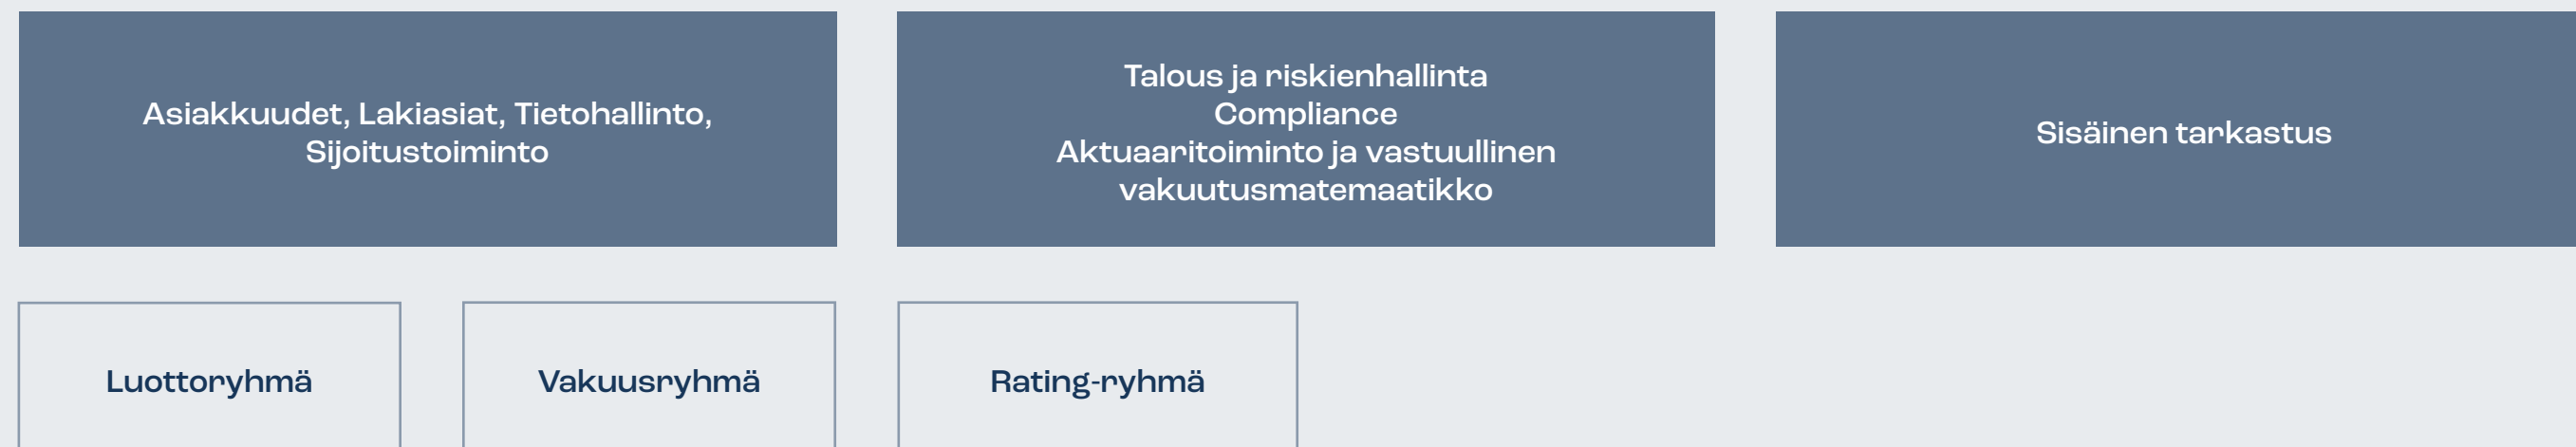 Asiakkuudet, Lakiasiat, Tietohallinto,
Sijoitustoiminto
Talous ja riskienhallinta
Compliance
Aktuaaritoiminto ja vastuullinen
vakuutusmatemaatikko
Sisäinen tarkastus
Luottoryhmä
Vakuusryhmä
Rating-ryhmä